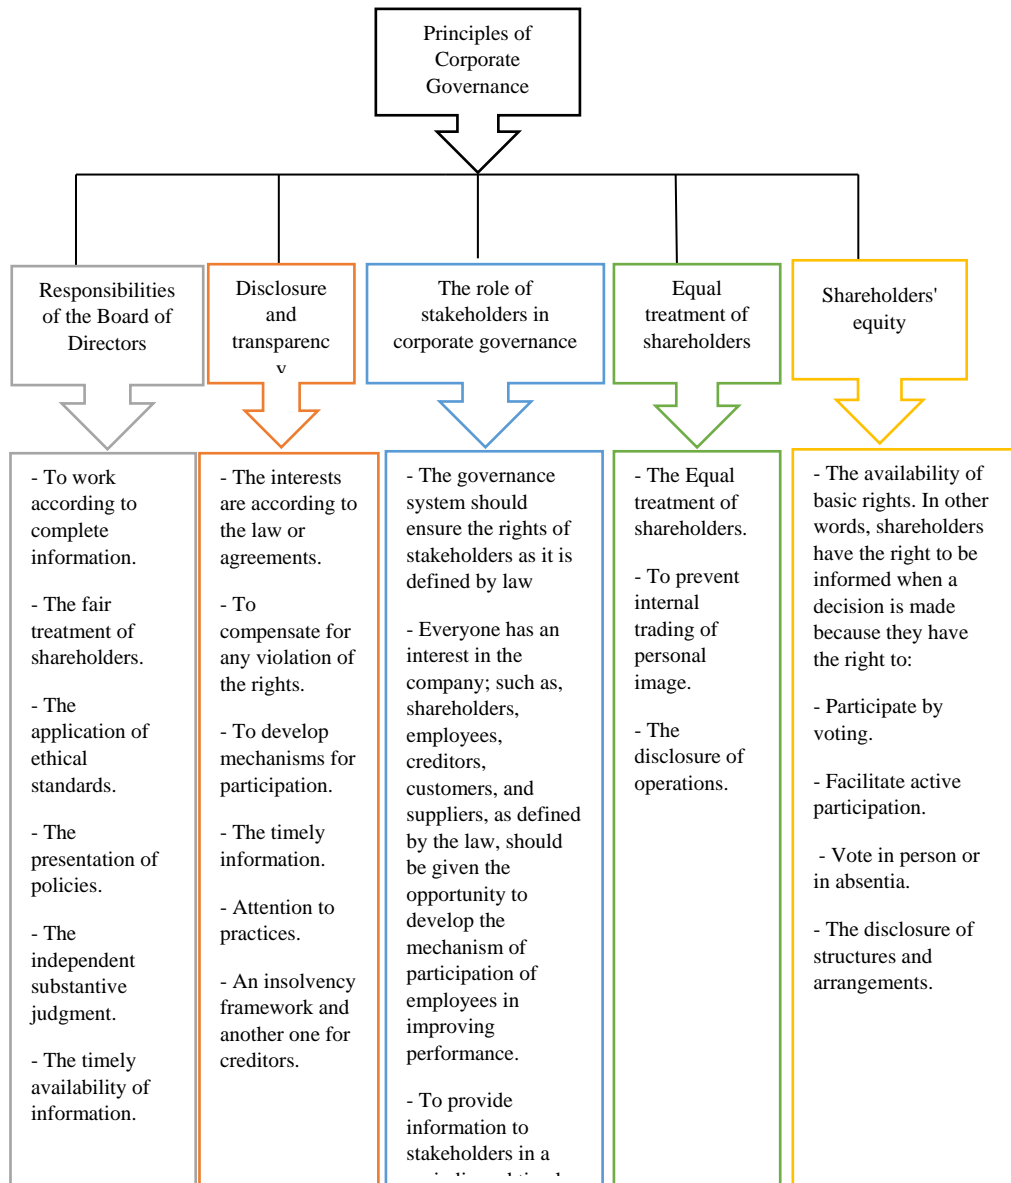 Principles of
Corporate
Governance
Responsibilities
of the Board of
Directors
Disclosure
and
transparenc
y
The role of
stakeholders in
corporate governance
Equal
treatment of
shareholders
Shareholders'
equity
- To work
according to
complete
information.
- The fair
treatment of
shareholders.
- The
application of
ethical
standards.
- The
presentation of
policies.
- The
independent
substantive
judgment.
- The timely
availability of
information.
- The interests
are according to
the law or
agreements.
- To
compensate for
any violation of
the rights.
- To develop
mechanisms for
participation.
- The timely
information.
- Attention to
practices.
- An insolvency
framework and
another one for
creditors.
- The governance
system should
ensure the rights of
stakeholders as it is
defined by law
- Everyone has an
interest in the
company; such as,
shareholders,
employees,
creditors,
customers, and
suppliers, as defined
by the law, should
be given the
opportunity to
develop the
mechanism of
participation of
employees in
improving
performance.
- To provide
information to
stakeholders in a
- The Equal
treatment of
shareholders.
- To prevent
internal
trading of
personal
image.
- The
disclosure of
operations.
- The availability of
basic rights. In other
words, shareholders
have the right to be
informed when a
decision is made
because they have
the right to:
- Participate by
voting.
- Facilitate active
participation.
- Vote in person or
in absentia.
- The disclosure of
structures and
arrangements.